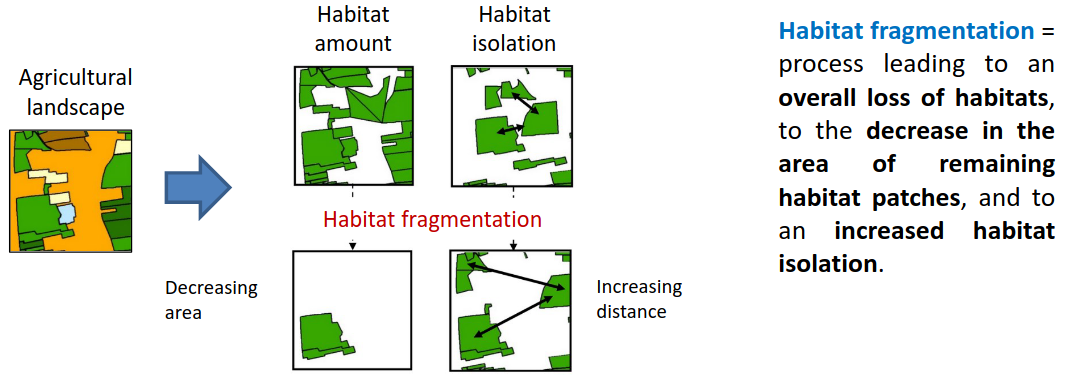 Agricultural
landscape
Habitat
amount
Habitat
isolation
Habitat fragmentation
Decreasing
area
Increasing
distance
Habitat fragmentation =
process leading to an
overall loss of habitats,
to the decrease in the
area of remaining
habitat patches, and to
an increased habitat
isolation.